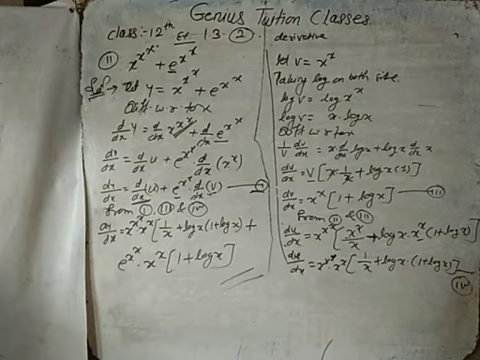 Genius Tuition Classes
class:- 12th Ex - 13.2
(ii) x^x^x + e^x^x
Sol → let y = x^x^x + e^x^x
Diff w.r. to x
d/dx y = d/dx x^x^x + d/dx e^x^x
dy/dx = d/dx u + e^x^x d/dx (x^x)
dy/dx = d/dx (u) + e^x^x d/dx (v)
from (i), (iii) & (iv)
dy/dx = x^x^x · x^x [1/x + log x (1+log x)] +
e^x^x · x^x [1 + log x]
derivative
let v = x^x
Taking log on both side
log v = log x^x
log v = x · log x
Diff w r to x
1/v dv/dx = x d/dx log x + log x d/dx x
dv/dx = v [x · 1/x + log x (1)]
dv/dx = x^x [1 + log x] — (iii)
from (ii) & (iii)
du/dx = x^x^x [x^x/x + log x · x^x (1+log x)]
du/dx = x^x^x · x^x [1/x + log x · (1+log x)]
(iv)